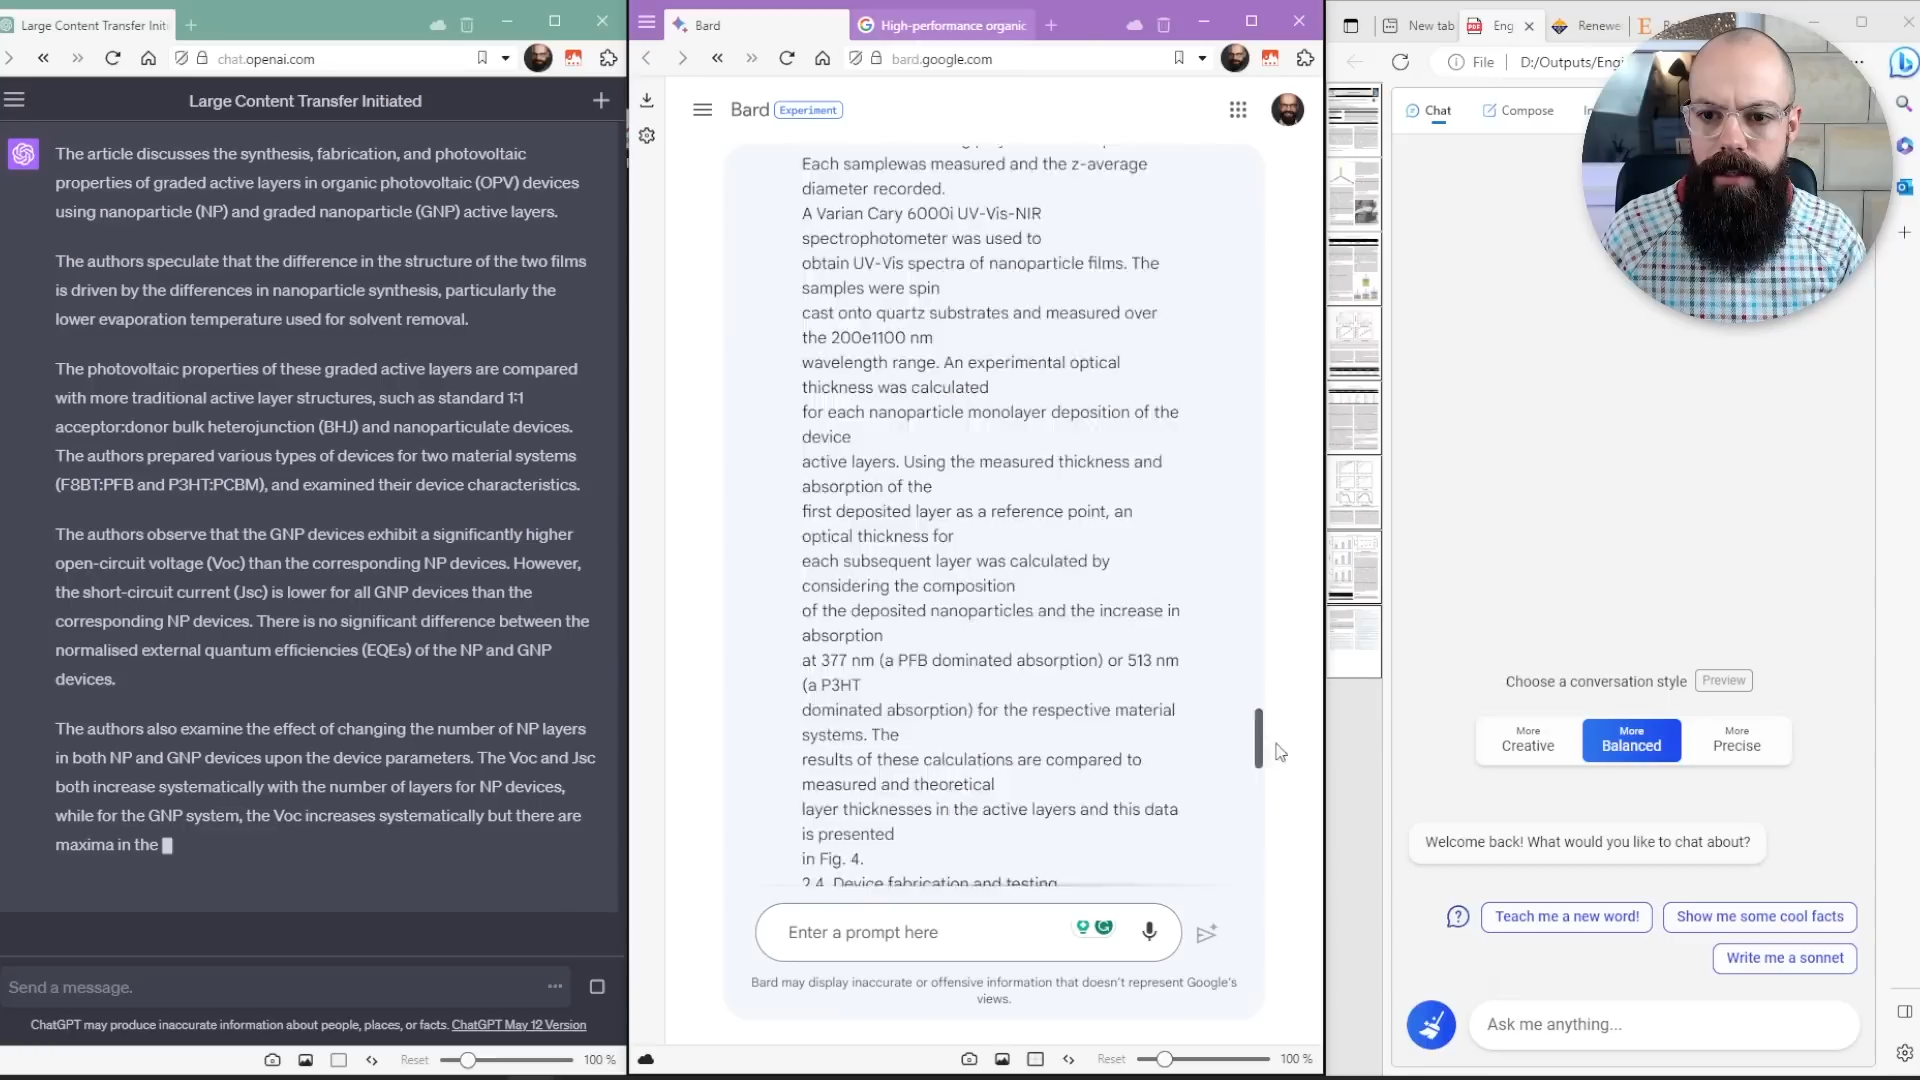 Large Content Transfer Initi
chat.openai.com
Large Content Transfer Initiated
The article discusses the synthesis, fabrication, and photovoltaic
properties of graded active layers in organic photovoltaic (OPV) devices
using nanoparticle (NP) and graded nanoparticle (GNP) active layers.
The authors speculate that the difference in the structure of the two films
is driven by the differences in nanoparticle synthesis, particularly the
lower evaporation temperature used for solvent removal.
The photovoltaic properties of these graded active layers are compared
with more traditional active layer structures, such as standard 1:1
acceptor:donor bulk heterojunction (BHJ) and nanoparticulate devices.
The authors prepared various types of devices for two material systems
(F8BT:PFB and P3HT:PCBM), and examined their device characteristics.
The authors observe that the GNP devices exhibit a significantly higher
open-circuit voltage (Voc) than the corresponding NP devices. However,
the short-circuit current (Jsc) is lower for all GNP devices than the
corresponding NP devices. There is no significant difference between the
normalised external quantum efficiencies (EQEs) of the NP and GNP
devices.
The authors also examine the effect of changing the number of NP layers
in both NP and GNP devices upon the device parameters. The Voc and Jsc
both increase systematically with the number of layers for NP devices,
while for the GNP system, the Voc increases systematically but there are
maxima in the
Send a message.
ChatGPT may produce inaccurate information about people, places, or facts. ChatGPT May 12 Version
Reset
100 %
Bard
High-performance organic
bard.google.com
Bard
Experiment
Each samplewas measured and the z-average
diameter recorded.
A Varian Cary 6000i UV-Vis-NIR
spectrophotometer was used to
obtain UV-Vis spectra of nanoparticle films. The
samples were spin
cast onto quartz substrates and measured over
the 200e1100 nm
wavelength range. An experimental optical
thickness was calculated
for each nanoparticle monolayer deposition of the
device
active layers. Using the measured thickness and
absorption of the
first deposited layer as a reference point, an
optical thickness for
each subsequent layer was calculated by
considering the composition
of the deposited nanoparticles and the increase in
absorption
at 377 nm (a PFB dominated absorption) or 513 nm
(a P3HT
dominated absorption) for the respective material
systems. The
results of these calculations are compared to
measured and theoretical
layer thicknesses in the active layers and this data
is presented
in Fig. 4.
2.4. Device fabrication and testing
Enter a prompt here
Bard may display inaccurate or offensive information that doesn't represent Google's
views.
Reset
100 %
New tab
Eng
Renewe
File
D:/Outputs/Engi
Chat
Compose
Choose a conversation style
Preview
More
Creative
More
Balanced
More
Precise
Welcome back! What would you like to chat about?
Teach me a new word!
Show me some cool facts
Write me a sonnet
Ask me anything...